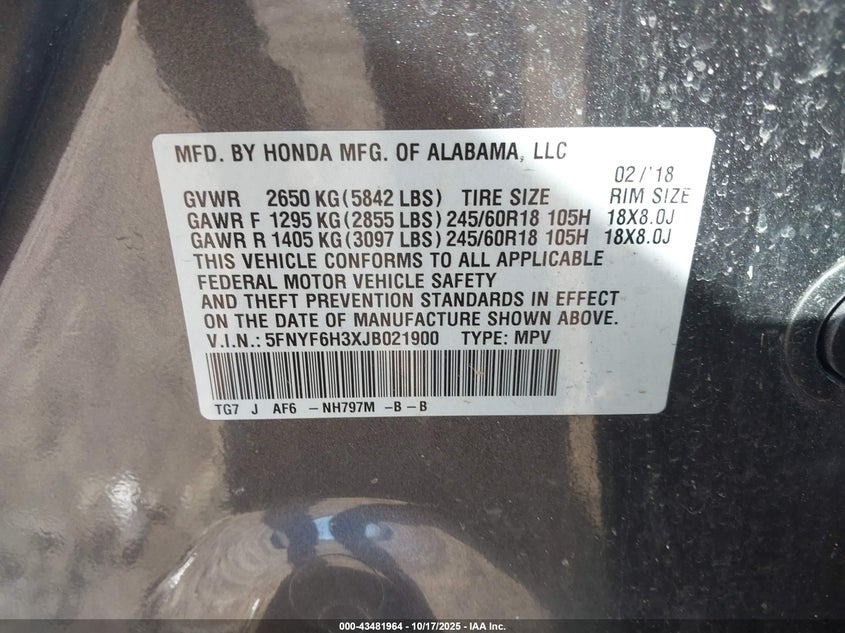 MFD. BY HONDA MFG. OF ALABAMA, LLC
02/'18
GVWR 2650 KG (5842 LBS) TIRE SIZE RIM SIZE
GAWR F 1295 KG (2855 LBS) 245/60R18 105H 18X8.0J
GAWR R 1405 KG (3097 LBS) 245/60R18 105H 18X8.0J
THIS VEHICLE CONFORMS TO ALL APPLICABLE
FEDERAL MOTOR VEHICLE SAFETY
AND THEFT PREVENTION STANDARDS IN EFFECT
ON THE DATE OF MANUFACTURE SHOWN ABOVE.
V.I.N.: 5FNYF6H3XJB021900 TYPE: MPV
TG7 J AF6 -NH797M -B-B
000-43481964 | 10/17/2025 - IAA Inc.